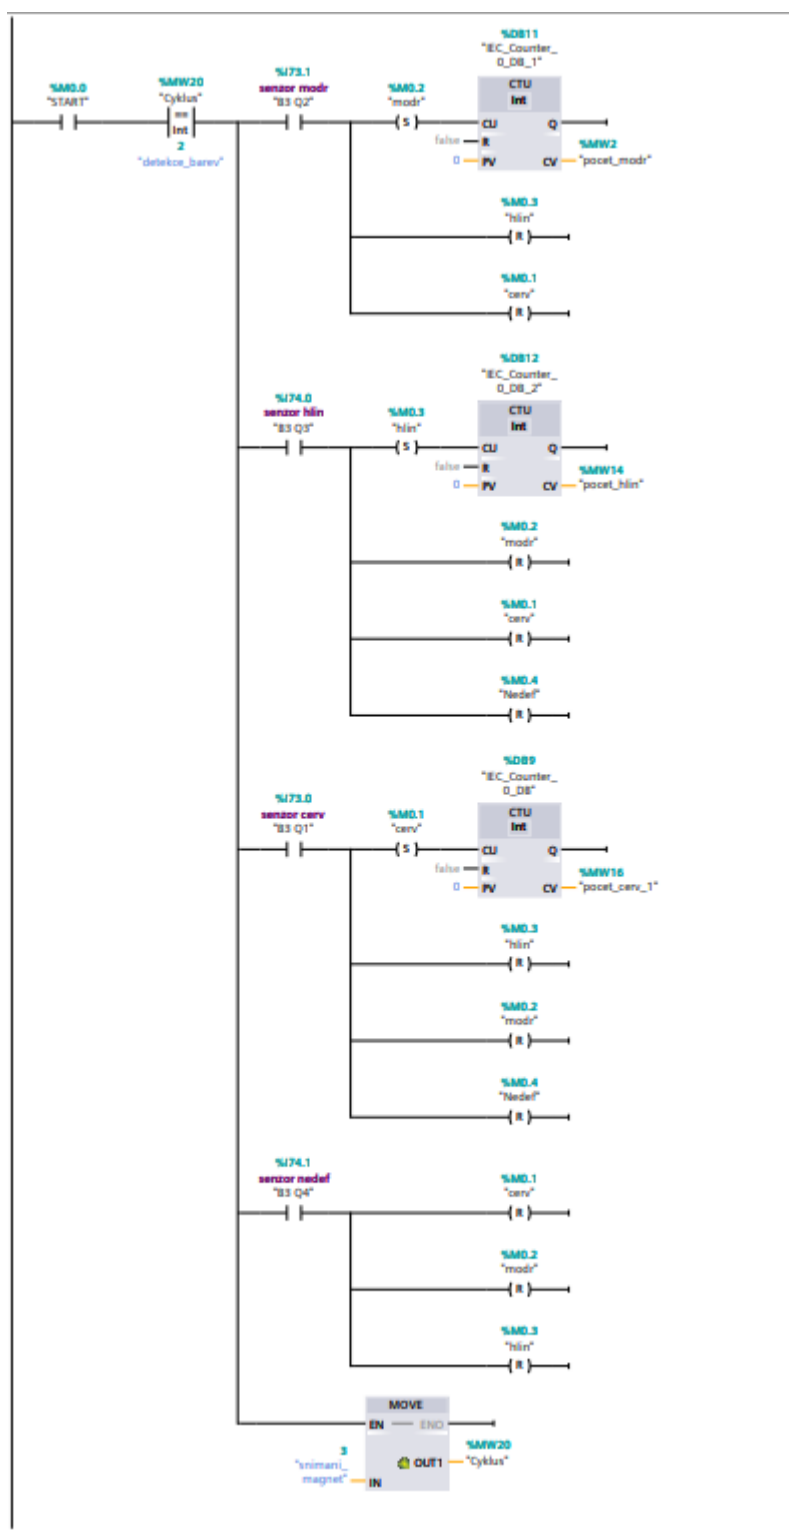 %DB11
"IEC_Counter_
0_DB_1"
%M0.0
"START"
%MW20
"Cyklus"
==
Int
2
"detekce_barev"
%I73.1
senzor modr
"B3 Q2"
%M0.2
"modr"
S
CTU
Int
CU
Q
false
R
0
PV
CV
%MW2
"pocet_modr"
%M0.3
"hlin"
R
%M0.1
"cerv"
R
%DB12
"IEC_Counter_
0_DB_2"
%I74.0
senzor hlin
"B3 Q3"
%M0.3
"hlin"
S
CTU
Int
CU
Q
false
R
0
PV
CV
%MW14
"pocet_hlin"
%M0.2
"modr"
R
%M0.1
"cerv"
R
%M0.4
"Nedef"
R
%DB9
"IEC_Counter_
0_DB"
%I73.0
senzor cerv
"B3 Q1"
%M0.1
"cerv"
S
CTU
Int
CU
Q
false
R
0
PV
CV
%MW16
"pocet_cerv_1"
%M0.3
"hlin"
R
%M0.2
"modr"
R
%M0.4
"Nedef"
R
%I74.1
senzor nedef
"B3 Q4"
%M0.1
"cerv"
R
%M0.2
"modr"
R
%M0.3
"hlin"
R
MOVE
EN
ENO
3
"snimani_
magnet"
IN
OUT1
%MW20
"Cyklus"